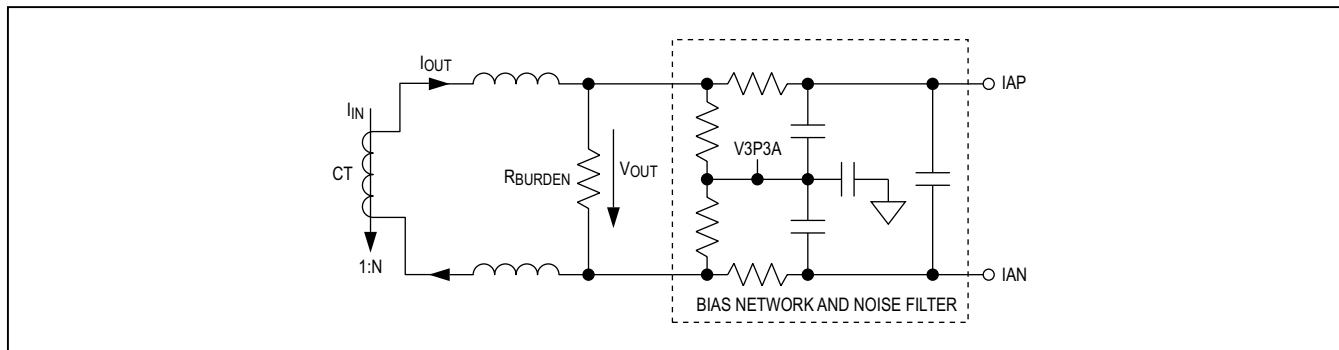 IOUT
IIN
CT
1:N
RBURDEN
VOUT
V3P3A
IAP
IAN
BIAS NETWORK AND NOISE FILTER